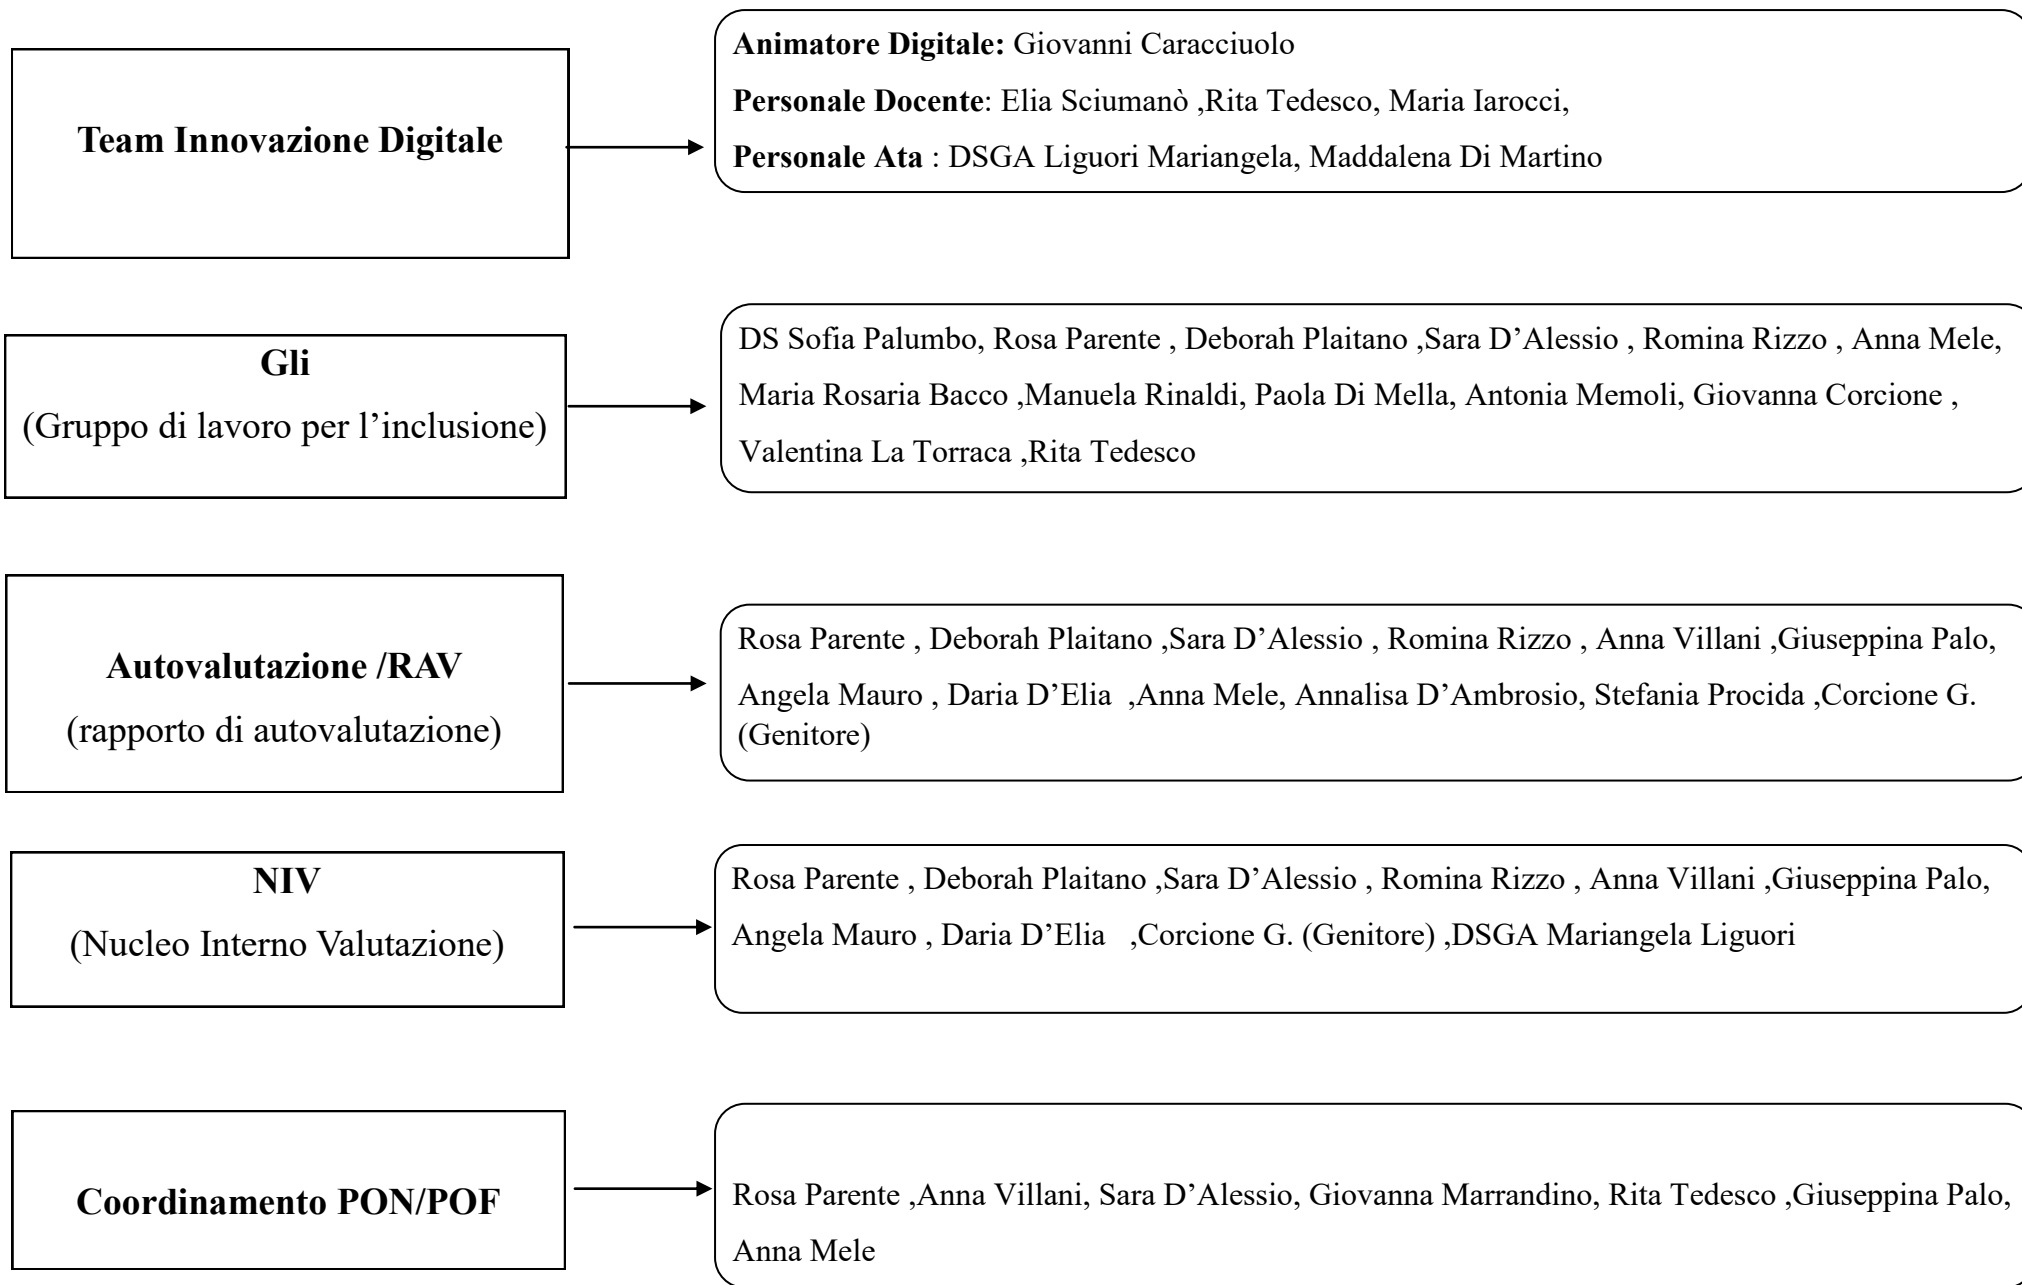 Team Innovazione Digitale
Animatore Digitale: Giovanni Caracciuolo
Personale Docente: Elia Sciumanò ,Rita Tedesco, Maria Iarocci,
Personale Ata : DSGA Liguori Mariangela, Maddalena Di Martino
Gli
(Gruppo di lavoro per l’inclusione)
DS Sofia Palumbo, Rosa Parente , Deborah Plaitano ,Sara D’Alessio , Romina Rizzo , Anna Mele,
Maria Rosaria Bacco ,Manuela Rinaldi, Paola Di Mella, Antonia Memoli, Giovanna Corcione ,
Valentina La Torraca ,Rita Tedesco
Autovalutazione /RAV
(rapporto di autovalutazione)
Rosa Parente , Deborah Plaitano ,Sara D’Alessio , Romina Rizzo , Anna Villani ,Giuseppina Palo,
Angela Mauro , Daria D’Elia  ,Anna Mele, Annalisa D’Ambrosio, Stefania Procida ,Corcione G.
(Genitore)
NIV
(Nucleo Interno Valutazione)
Rosa Parente , Deborah Plaitano ,Sara D’Alessio , Romina Rizzo , Anna Villani ,Giuseppina Palo,
Angela Mauro , Daria D’Elia   ,Corcione G. (Genitore) ,DSGA Mariangela Liguori
Coordinamento PON/POF
Rosa Parente ,Anna Villani, Sara D’Alessio, Giovanna Marrandino, Rita Tedesco ,Giuseppina Palo,
Anna Mele